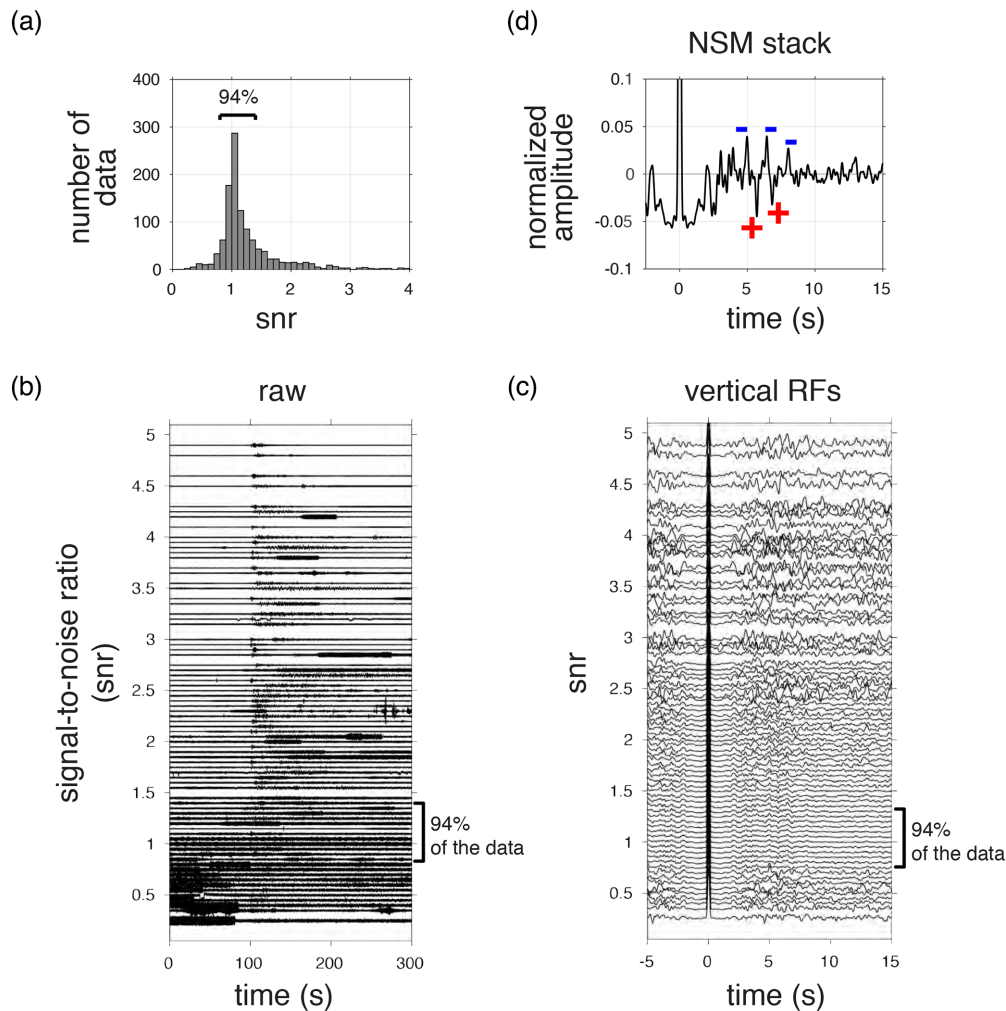 (a)
94%
400
300
200
100
0
number of
data
0
1
2
3
4
snr
(d)
NSM stack
0.1
0.05
0
-0.05
-0.1
normalized
amplitude
0
5
10
15
time (s)
(b)
raw
5
4.5
4
3.5
3
2.5
2
1.5
1
0.5
signal-to-noise ratio
(snr)
94%
of the data
0
100
200
300
time (s)
(c)
vertical RFs
5
4.5
4
3.5
3
2.5
2
1.5
1
0.5
snr
94%
of the data
-5
0
5
10
15
time (s)